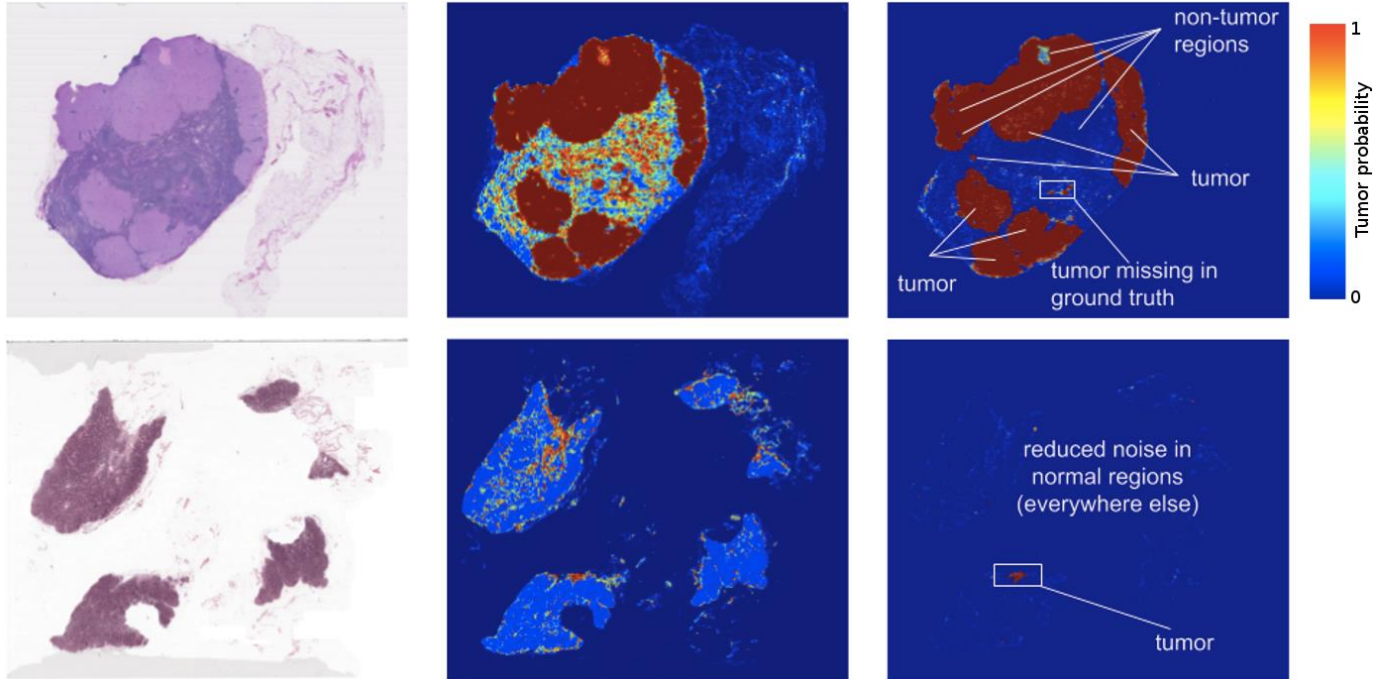 non-tumor
regions
tumor
tumor
tumor missing in
ground truth
1
Tumor probability
0
reduced noise in
normal regions
(everywhere else)
tumor